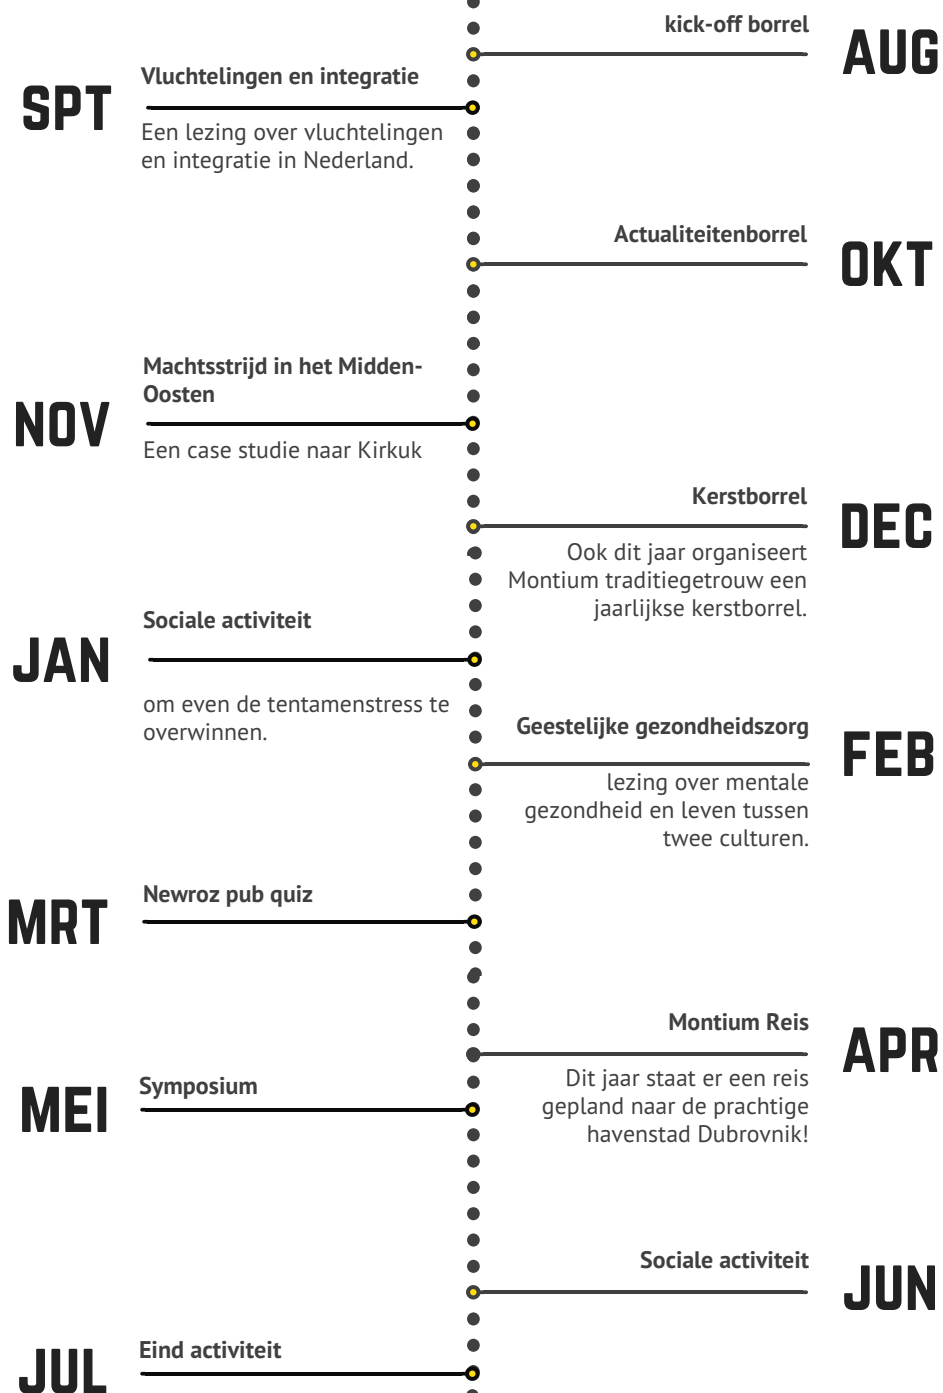 kick-off borrel
AUG
Vluchtelingen en integratie
SPT
Een lezing over vluchtelingen
en integratie in Nederland.
Actualiteitenborrel
OKT
Machtsstrijd in het Midden-
Oosten
NOV
Een case studie naar Kirkuk
Kerstborrel
DEC
Ook dit jaar organiseert
Montium traditiegetrouw een
jaarlijkse kerstborrel.
Sociale activiteit
JAN
om even de tentamenstress te
overwinnen.
Geestelijke gezondheidszorg
FEB
lezing over mentale
gezondheid en leven tussen
twee culturen.
Newroz pub quiz
MRT
Montium Reis
APR
Dit jaar staat er een reis
gepland naar de prachtige
havenstad Dubrovnik!
Symposium
MEI
Sociale activiteit
JUN
Eind activiteit
JUL